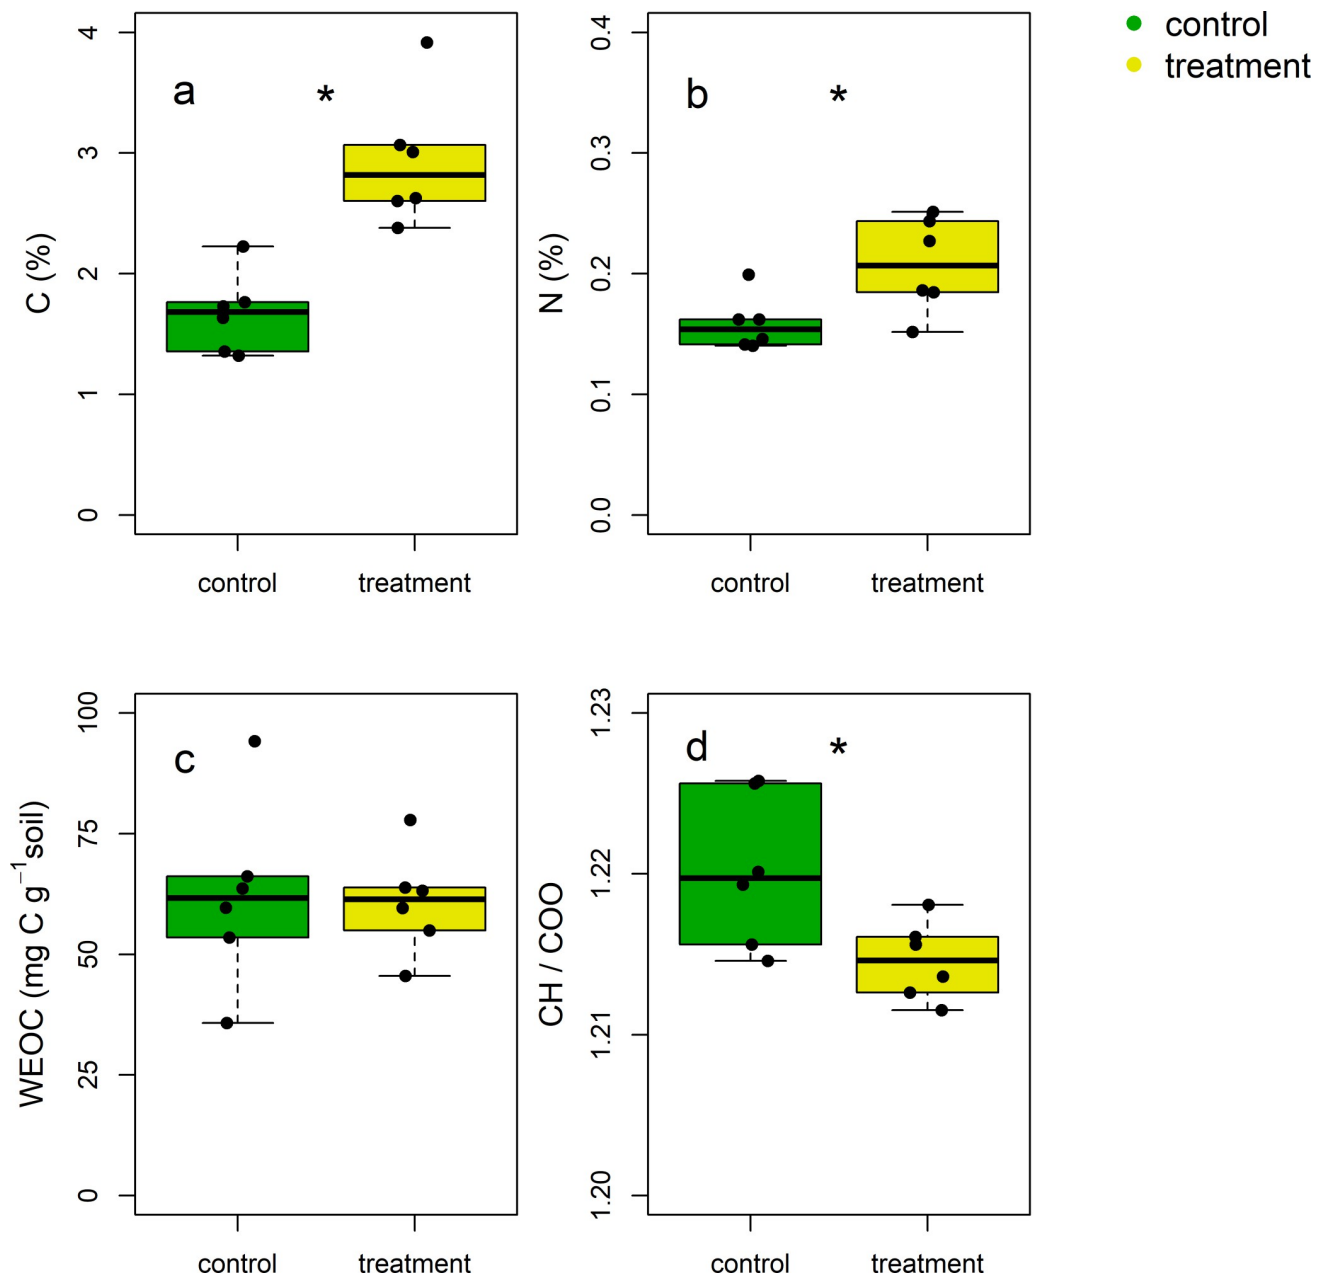 control
treatment
a
*
C (%)
4
3
2
1
0
control
treatment
b
*
N (%)
0.4
0.3
0.2
0.1
0.0
control
treatment
c
WEOC (mg C g⁻¹soil)
100
75
50
25
0
control
treatment
d
*
CH / COO
1.23
1.22
1.21
1.20
control
treatment